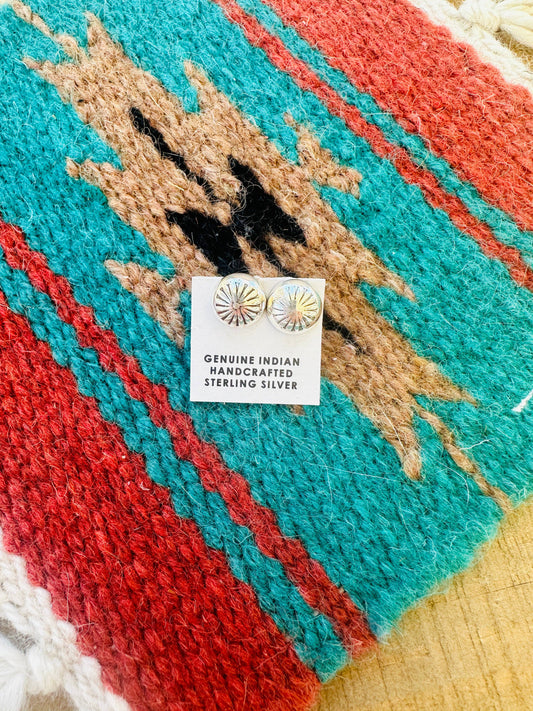 GENUINE INDIAN
HANDCRAFTED
STERLING SILVER